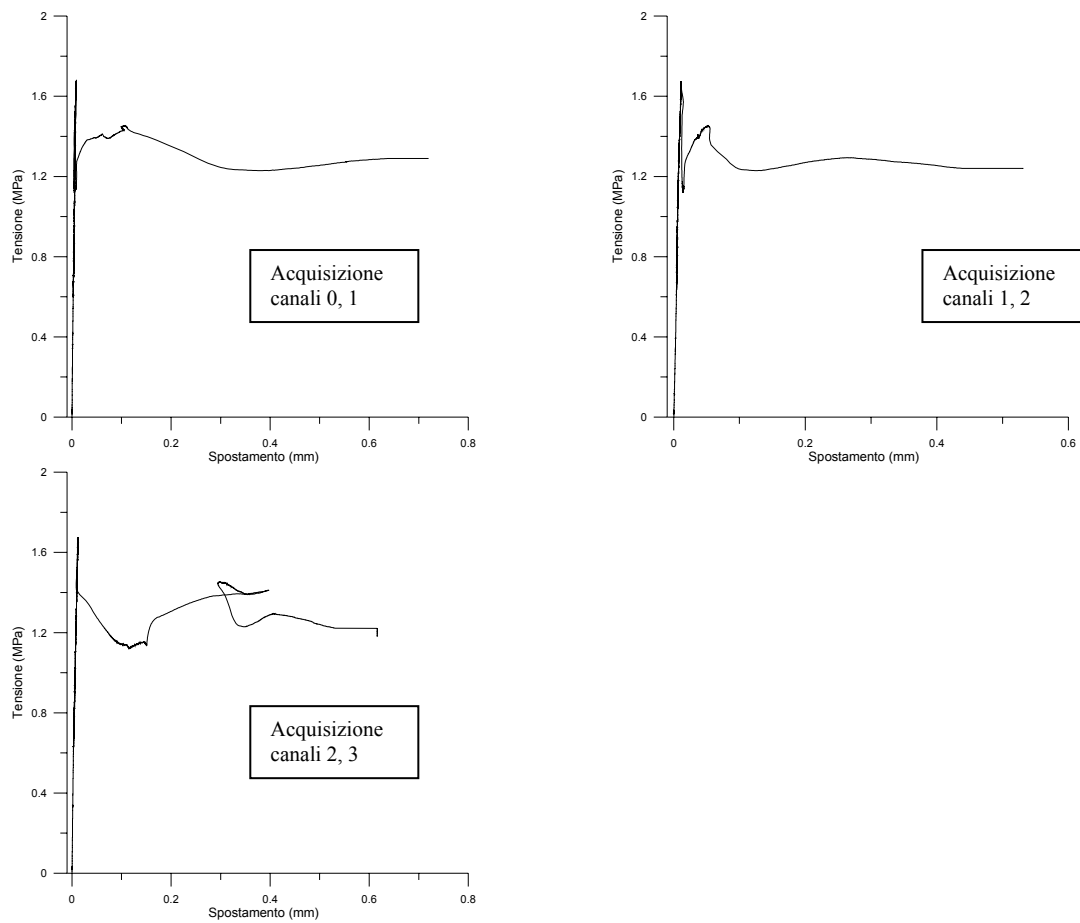 2
1.6
1.2
0.8
0.4
0
Tensione (MPa)
0 0.2 0.4 0.6 0.8
Spostamento (mm)
Acquisizione
canali 0, 1
2
1.6
1.2
0.8
0.4
0
Tensione (MPa)
0 0.2 0.4 0.6
Spostamento (mm)
Acquisizione
canali 1, 2
2
1.6
1.2
0.8
0.4
0
Tensione (MPa)
0 0.2 0.4 0.6 0.8
Spostamento (mm)
Acquisizione
canali 2, 3